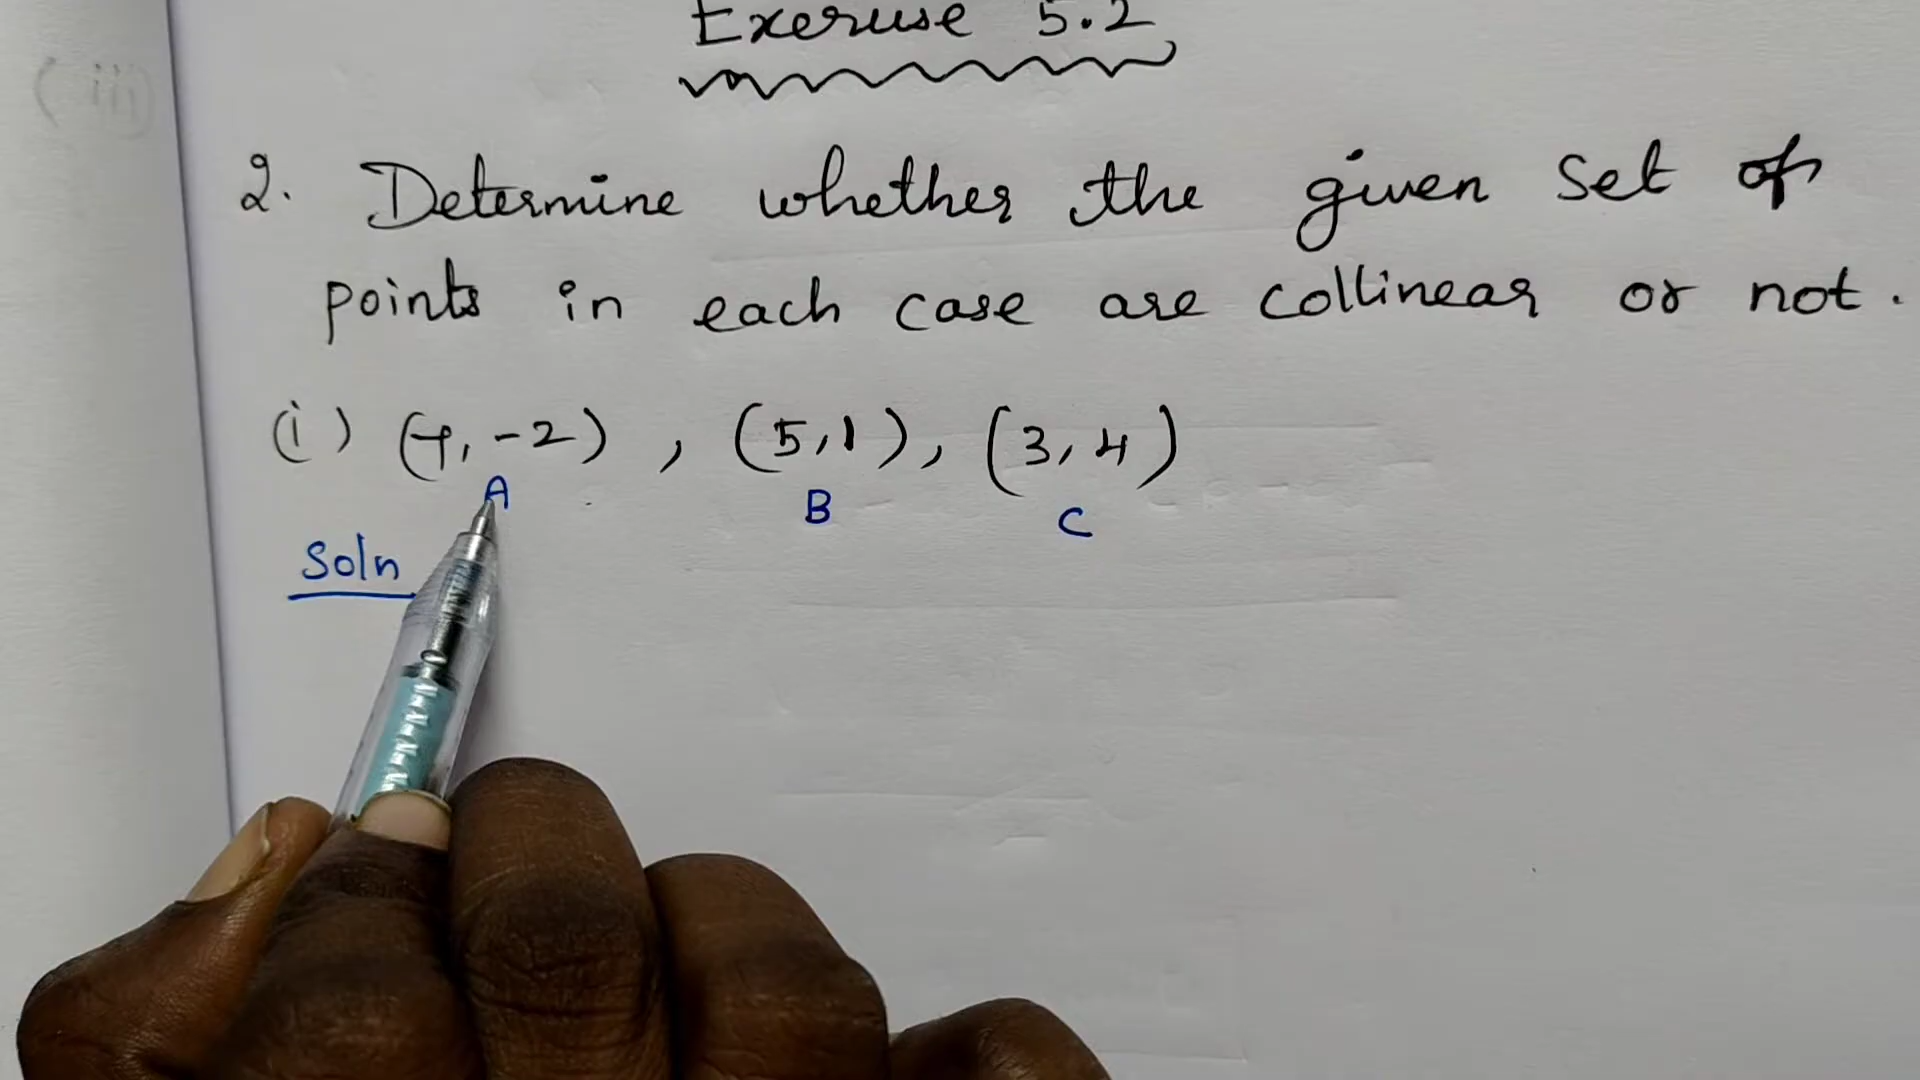 Exercise 5.2
2. Determine whether the given set of
points in each case are collinear or not.
(i) (7, -2) , (5,1), (3,4)
A B C
Soln